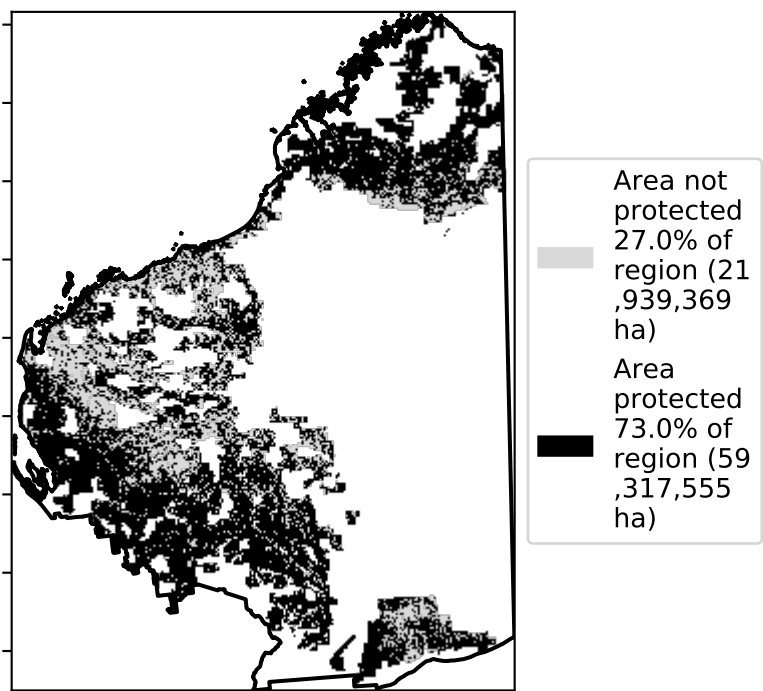 Area not
protected
27.0% of
region (21
,939,369
ha)
Area
protected
73.0% of
region (59
,317,555
ha)